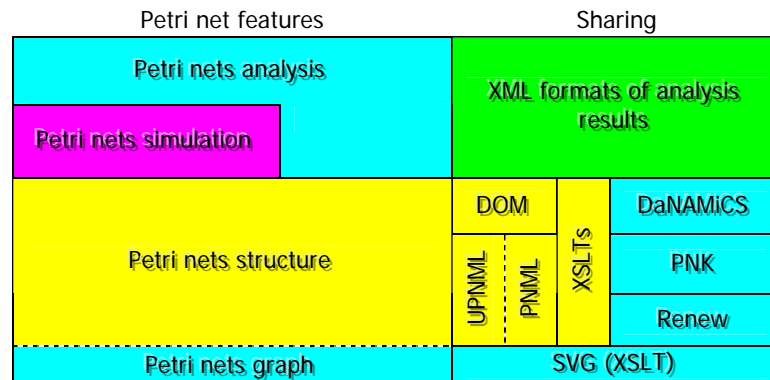 Petri net features
Sharing
Petri nets analysis
XML formats of analysis
results
Petri nets simulation
Petri nets structure
DOM
UPNML
PNML
XSLTs
DaNAMiCS
PNK
Renew
Petri nets graph
SVG (XSLT)